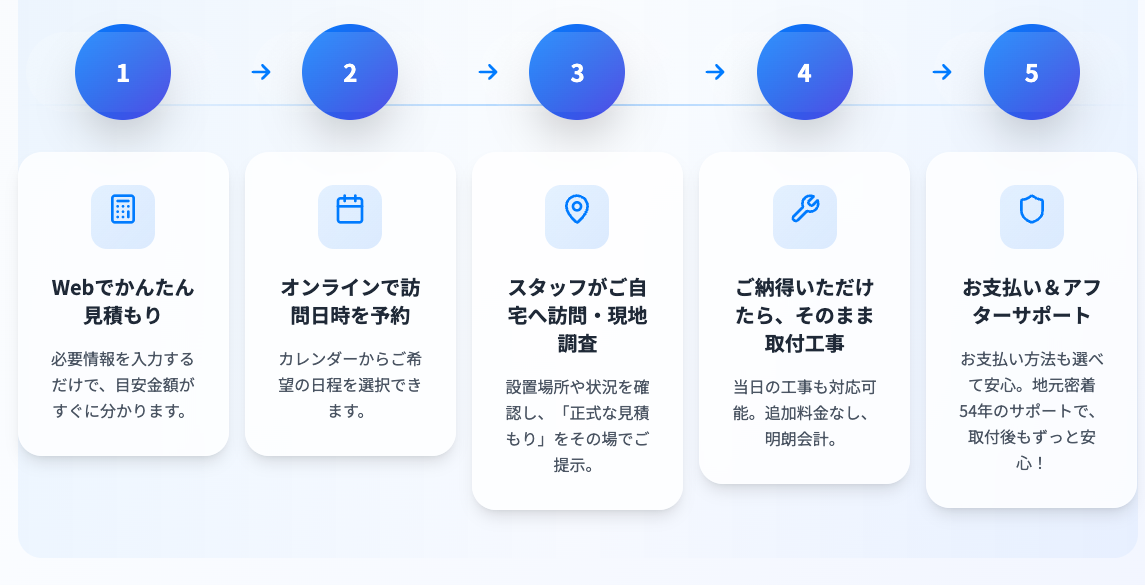 1
2
3
4
5
Webでかんたん
見積もり
必要情報を入力する
だけで、目安金額が
すぐに分かります。
オンラインで訪
問日時を予約
カレンダーからご希
望の日程を選択でき
ます。
スタッフがご自
宅へ訪問・現地
調査
設置場所や状況を確
認し、「正式な見積
もり」をその場でご
提示。
ご納得いただけ
たら、そのまま
取付工事
当日の工事も対応可
能。追加料金なし、
明朗会計。
お支払い＆アフ
ターサポート
お支払い方法も選べ
て安心。地元密着
54年のサポートで、
取付後もずっと安
心！